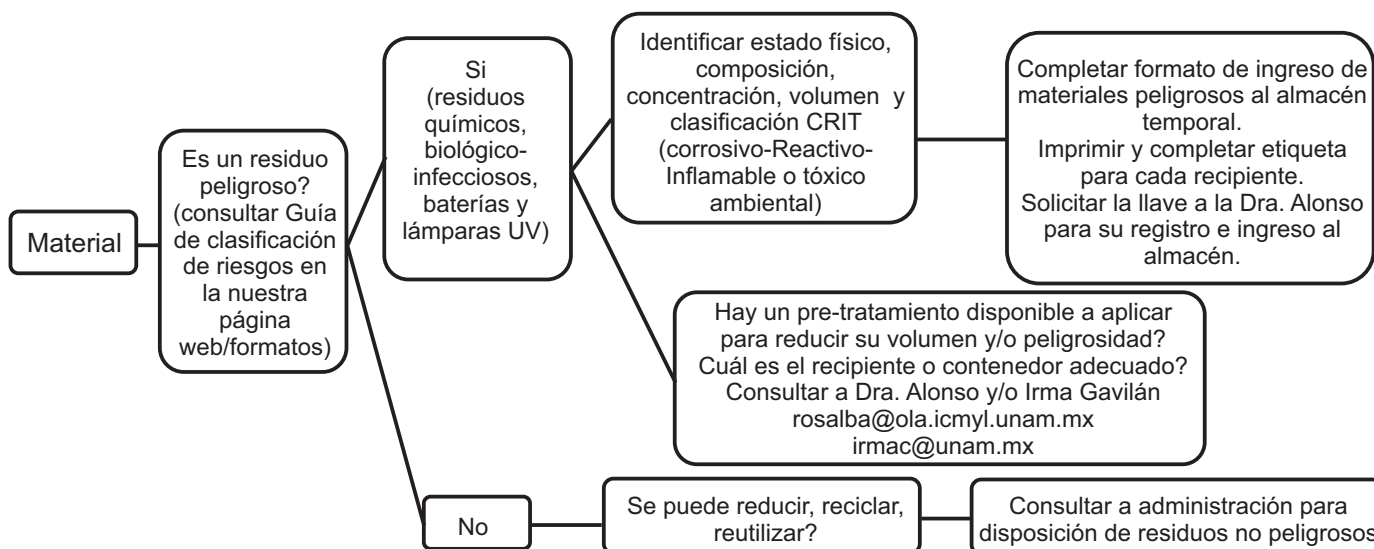 Material
Es un residuo
peligroso?
(consultar Guía
de clasificación
de riesgos en
la nuestra
página
web/formatos)
Si
(residuos
químicos,
biológico-
infecciosos,
baterías y
lámparas UV)
Identificar estado físico,
composición,
concentración, volumen y
clasificación CRIT
(corrosivo-Reactivo-
Inflamable o tóxico
ambiental)
Completar formato de ingreso de
materiales peligrosos al almacén
temporal.
Imprimir y completar etiqueta
para cada recipiente.
Solicitar la llave a la Dra. Alonso
para su registro e ingreso al
almacén.
Hay un pre-tratamiento disponible a aplicar
para reducir su volumen y/o peligrosidad?
Cuál es el recipiente o contenedor adecuado?
Consultar a Dra. Alonso y/o Irma Gavilán
rosalba@ola.icmyl.unam.mx
irmac@unam.mx
No
Se puede reducir, reciclar,
reutilizar?
Consultar a administración para
disposición de residuos no peligrosos